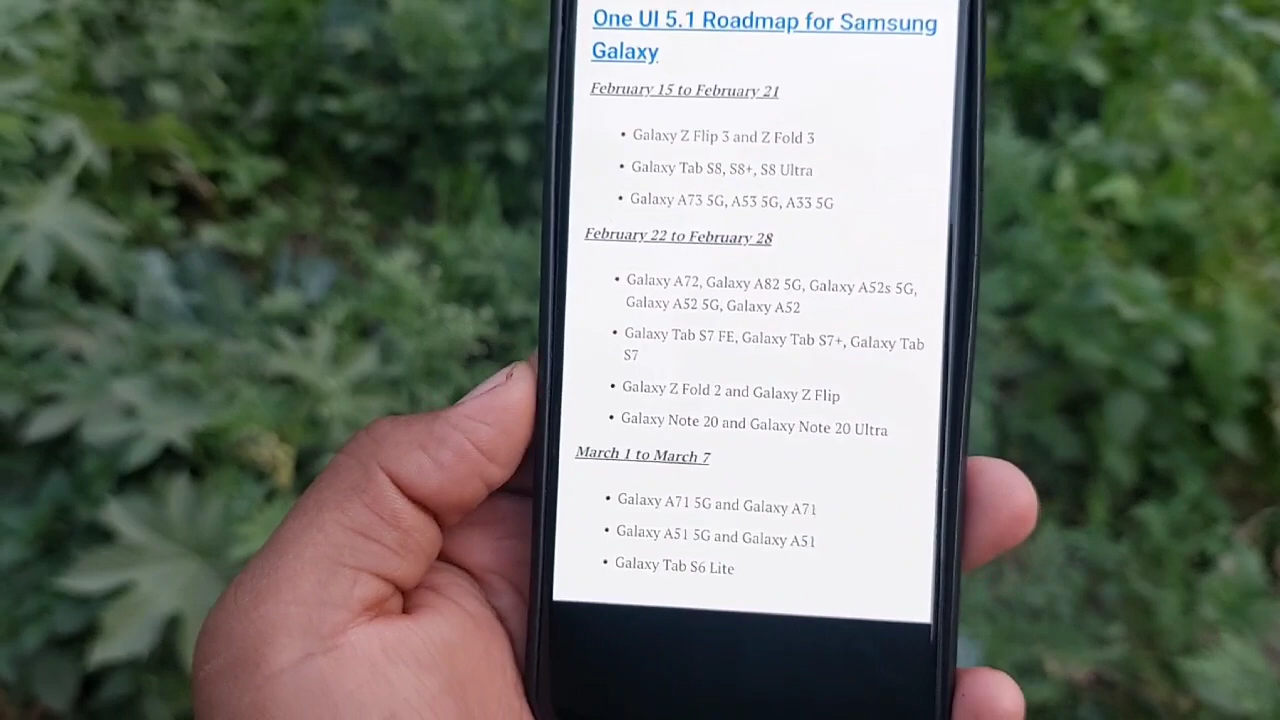 One UI 5.1 Roadmap for Samsung
Galaxy
February 15 to February 21
• Galaxy Z Flip 3 and Z Fold 3
• Galaxy Tab S8, S8+, S8 Ultra
• Galaxy A73 5G, A53 5G, A33 5G
February 22 to February 28
• Galaxy A72, Galaxy A82 5G, Galaxy A52s 5G,
Galaxy A52 5G, Galaxy A52
• Galaxy Tab S7 FE, Galaxy Tab S7+, Galaxy Tab
S7
• Galaxy Z Fold 2 and Galaxy Z Flip
• Galaxy Note 20 and Galaxy Note 20 Ultra
March 1 to March 7
• Galaxy A71 5G and Galaxy A71
• Galaxy A51 5G and Galaxy A51
• Galaxy Tab S6 Lite